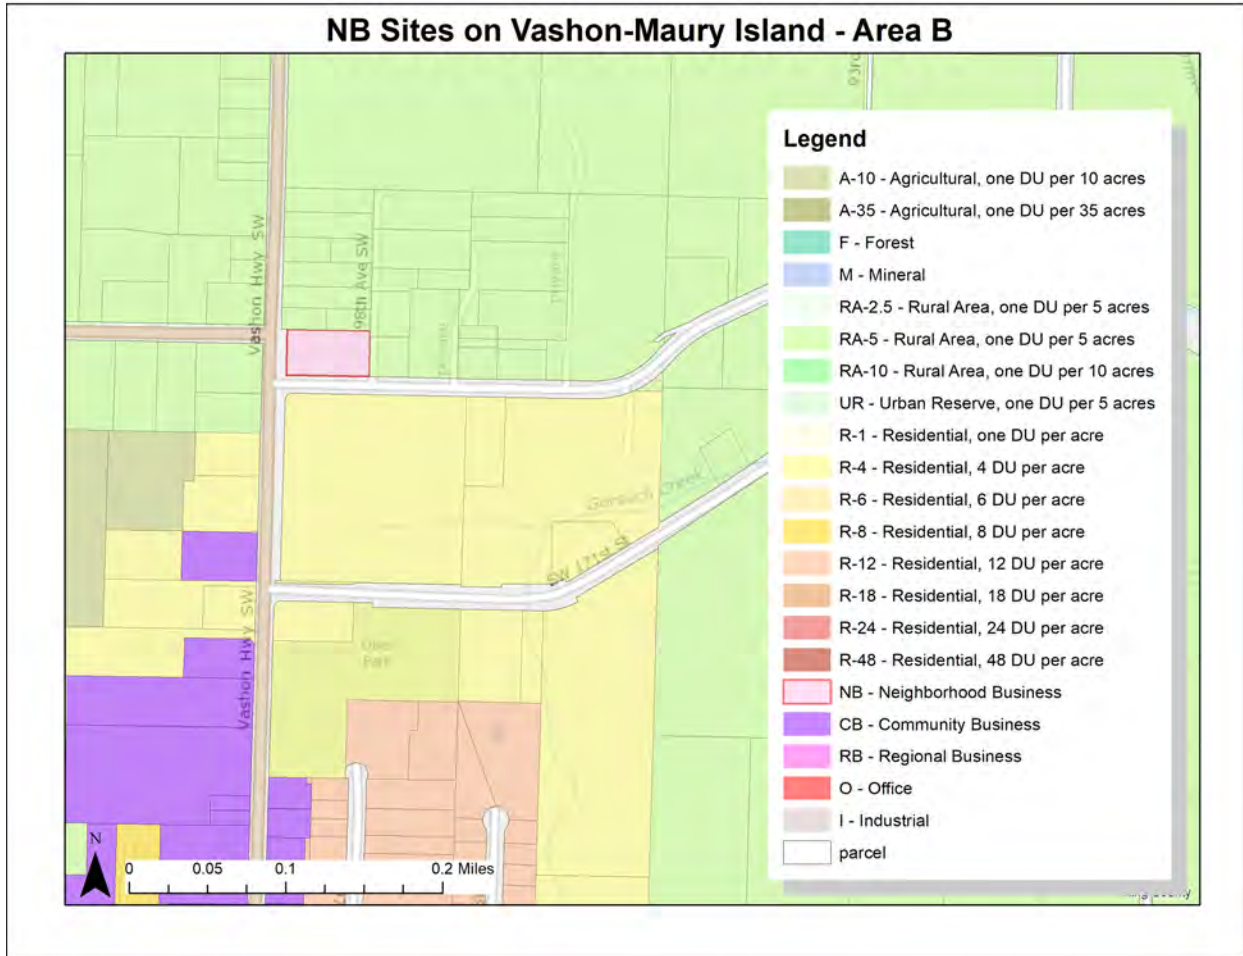 NB Sites on Vashon-Maury Island - Area B
93rd
Vashon Hwy SW
98th Ave SW
Legend
A-10 - Agricultural, one DU per 10 acres
A-35 - Agricultural, one DU per 35 acres
F - Forest
M - Mineral
RA-2.5 - Rural Area, one DU per 5 acres
RA-5 - Rural Area, one DU per 5 acres
RA-10 - Rural Area, one DU per 10 acres
UR - Urban Reserve, one DU per 5 acres
R-1 - Residential, one DU per acre
R-4 - Residential, 4 DU per acre
R-6 - Residential, 6 DU per acre
R-8 - Residential, 8 DU per acre
R-12 - Residential, 12 DU per acre
R-18 - Residential, 18 DU per acre
R-24 - Residential, 24 DU per acre
R-48 - Residential, 48 DU per acre
NB - Neighborhood Business
CB - Community Business
RB - Regional Business
O - Office
I - Industrial
parcel
Creek
SW 171st St
Vashon Hwy SW
Park
N
0 0.05 0.1 0.2 Miles